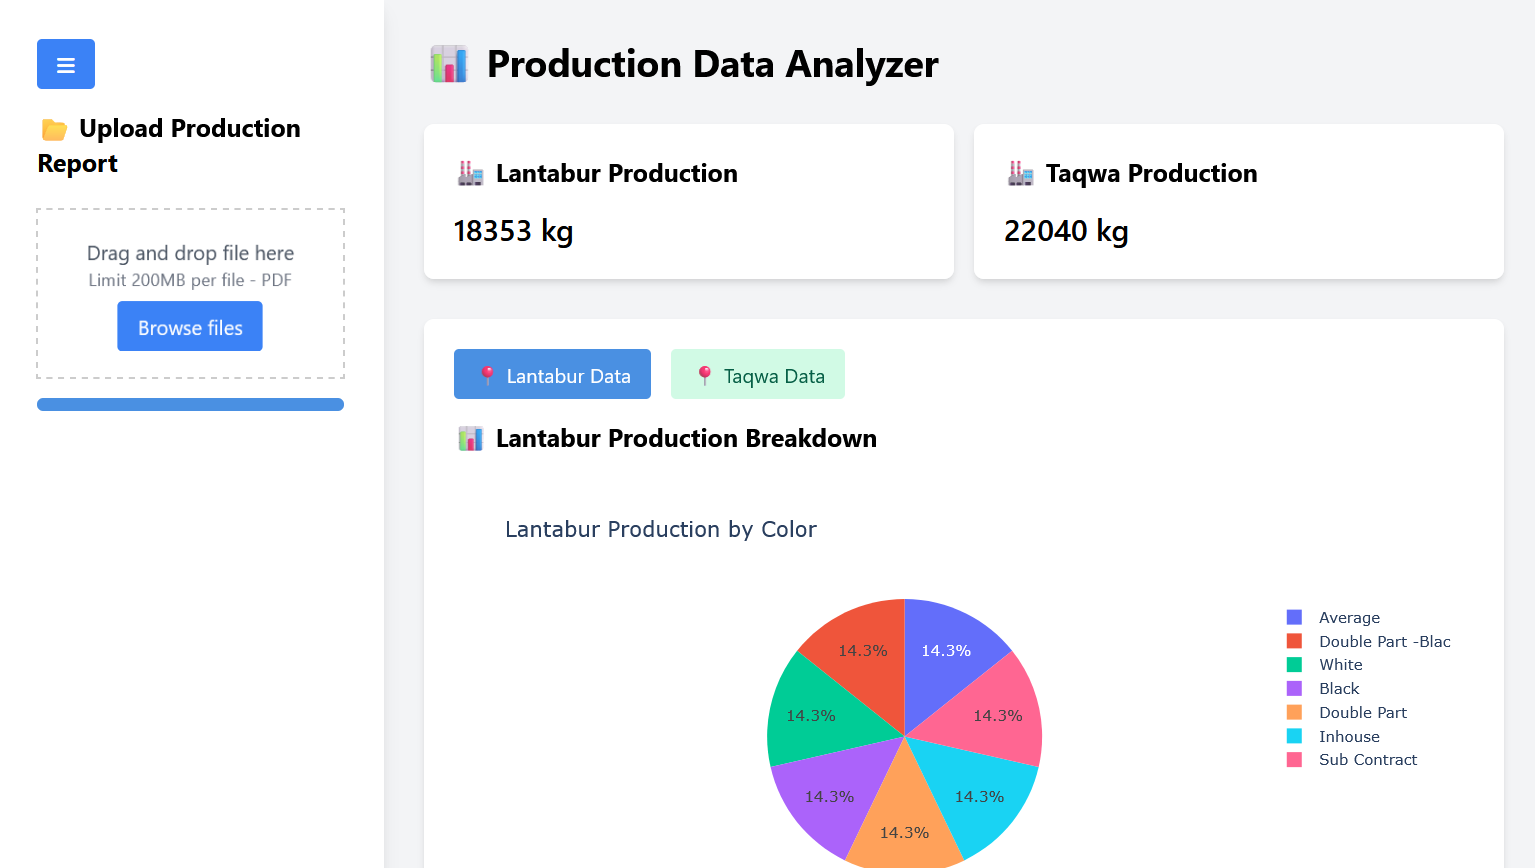 Upload Production
Report
Drag and drop file here
Limit 200MB per file - PDF
Browse files
Production Data Analyzer
Lantabur Production
18353 kg
Taqwa Production
22040 kg
Lantabur Data
Taqwa Data
Lantabur Production Breakdown
Lantabur Production by Color
14.3%
14.3%
14.3%
14.3%
14.3%
14.3%
14.3%
Average
Double Part -Blac
White
Black
Double Part
Inhouse
Sub Contract